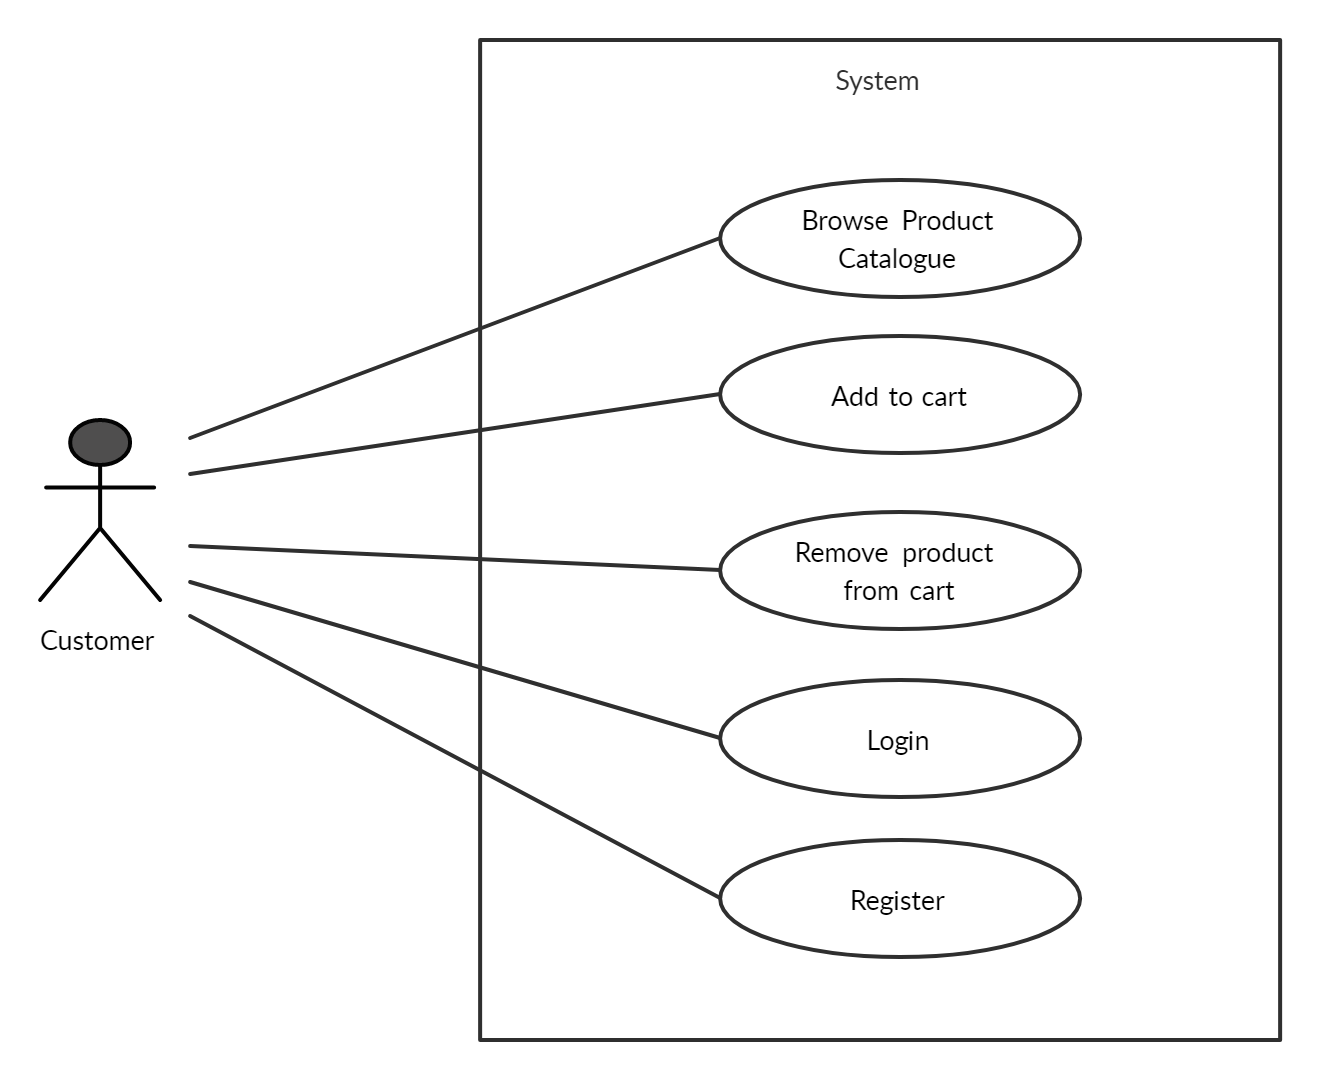 System
Browse Product
Catalogue
Add to cart
Remove product
from cart
Customer
Login
Register